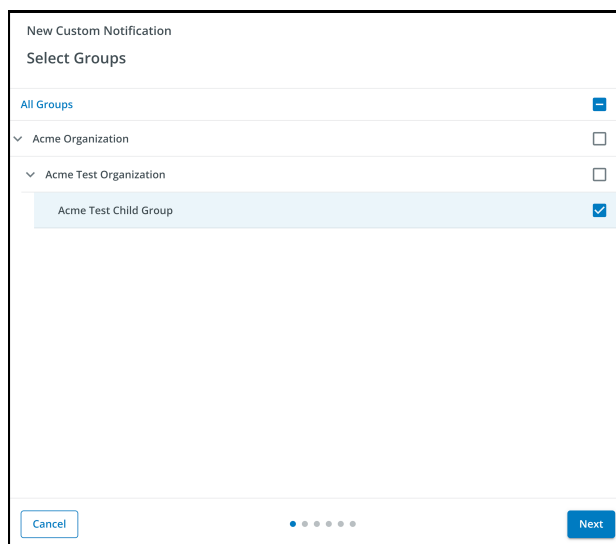 New Custom Notification
Select Groups
All Groups
Acme Organization
Acme Test Organization
Acme Test Child Group
Cancel
Next